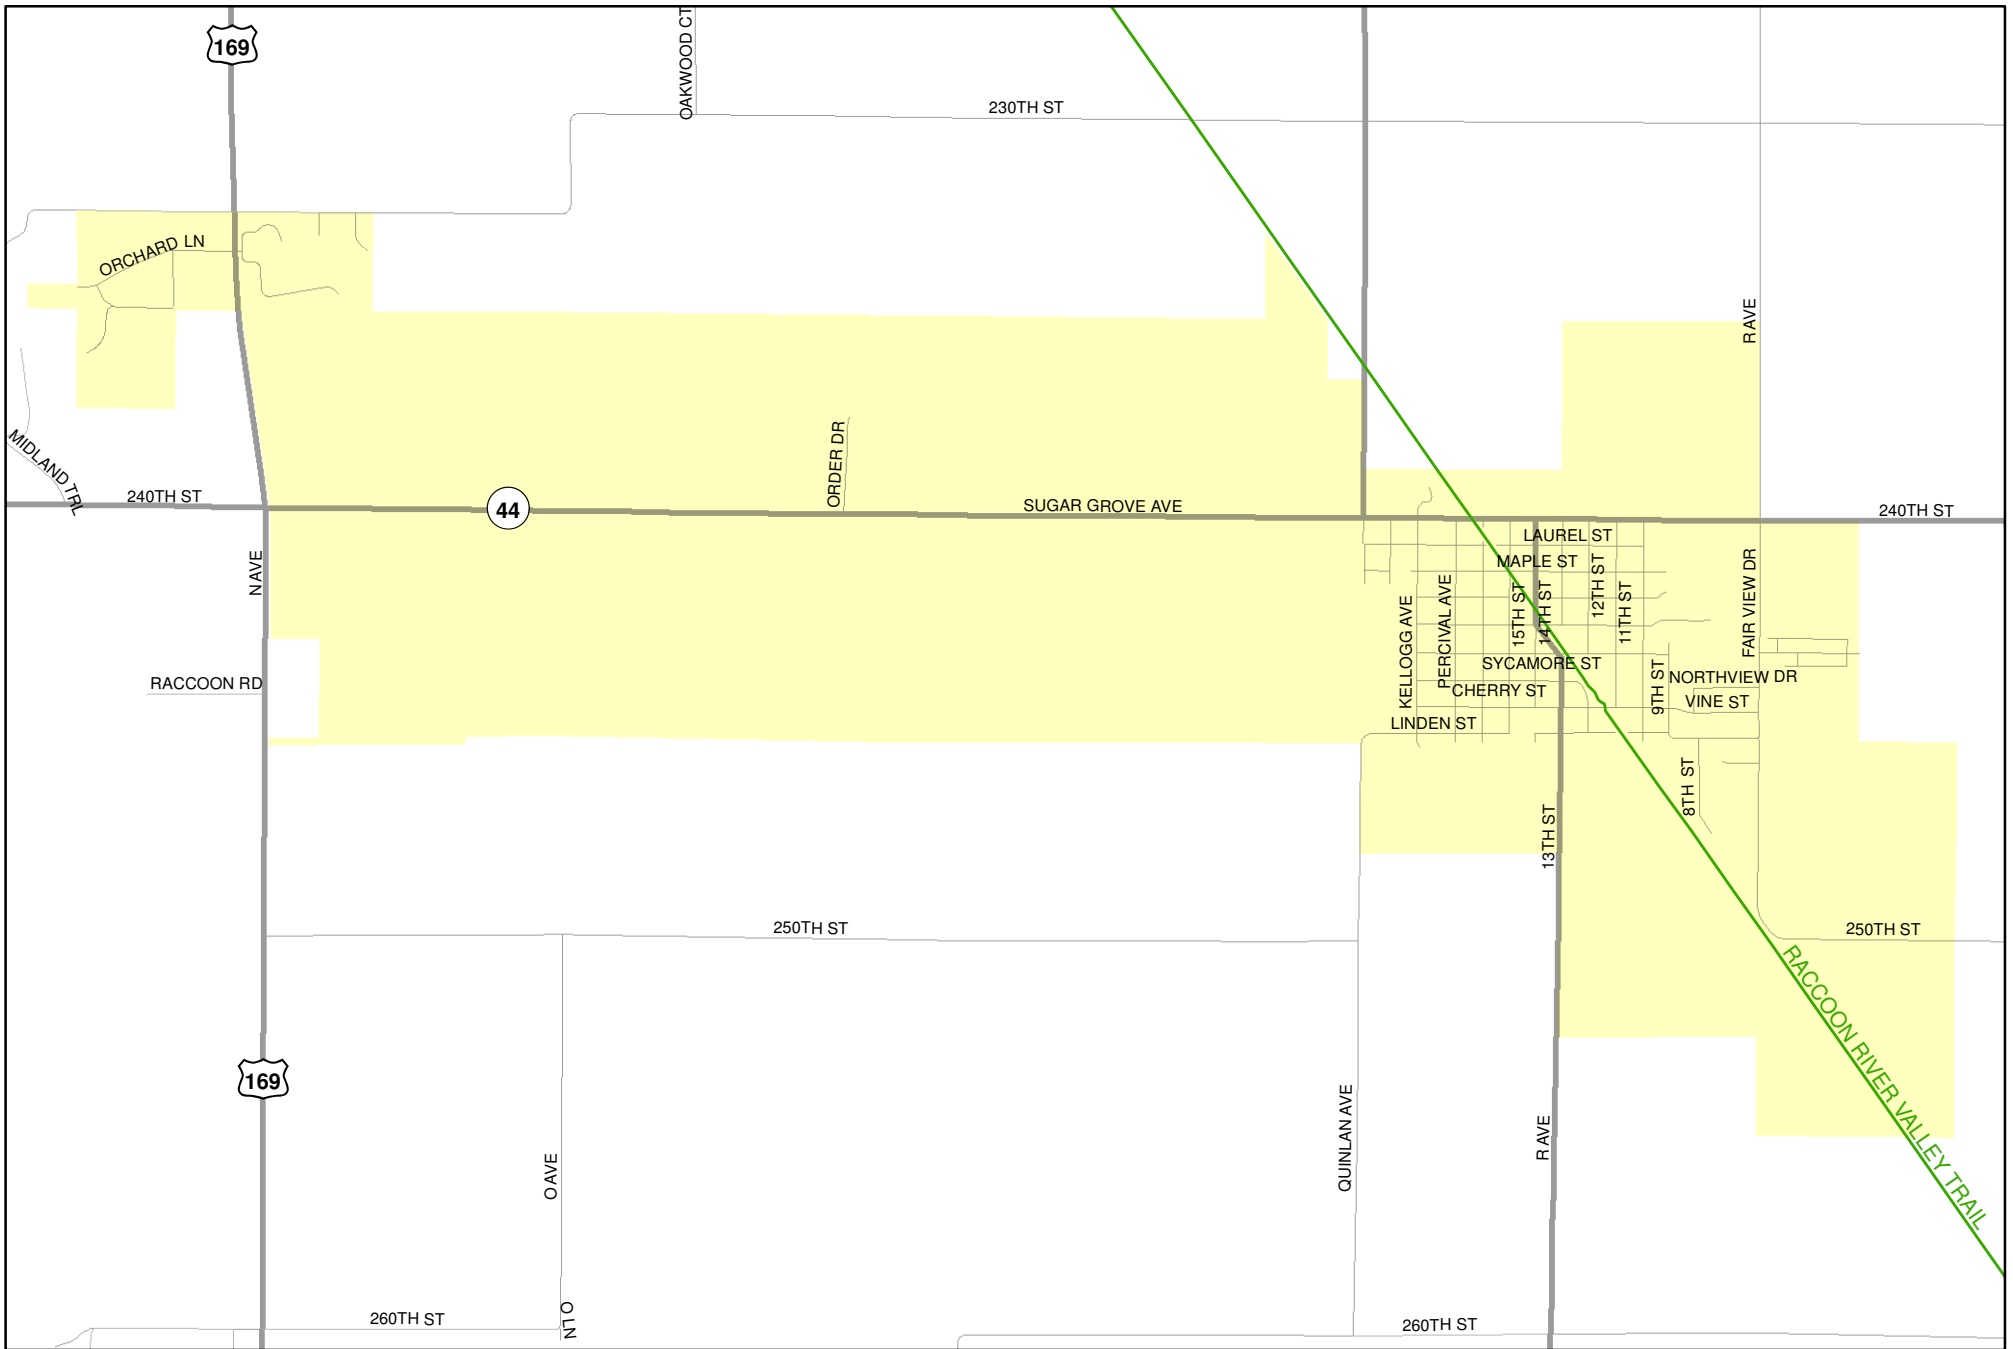 169
OAKWOOD CT
230TH ST
ORCHARD LN
R AVE
MIDLAND TRL
240TH ST
44
ORDER DR
SUGAR GROVE AVE
240TH ST
N AVE
LAUREL ST
MAPLE ST
KELLOGG AVE
PERCIVAL AVE
15TH ST
14TH ST
12TH ST
11TH ST
FAIR VIEW DR
RACCOON RD
SYCAMORE ST
9TH ST
NORTHVIEW DR
CHERRY ST
VINE ST
LINDEN ST
8TH ST
13TH ST
250TH ST
250TH ST
RACCOON RIVER VALLEY TRAIL
169
O AVE
QUINLAN AVE
R AVE
O LN
260TH ST
260TH ST